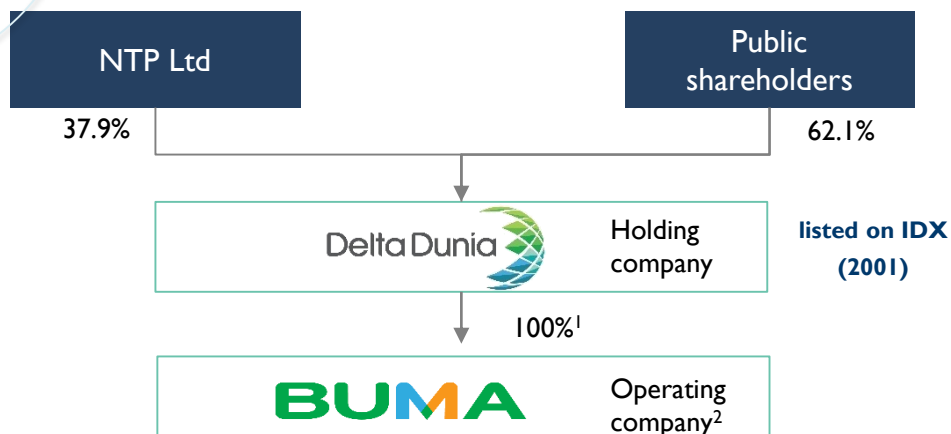 NTP Ltd
Public
shareholders
37.9%
62.1%
Delta Dunia
Holding
company
listed on IDX
(2001)
100%¹
BUMA
Operating
company²